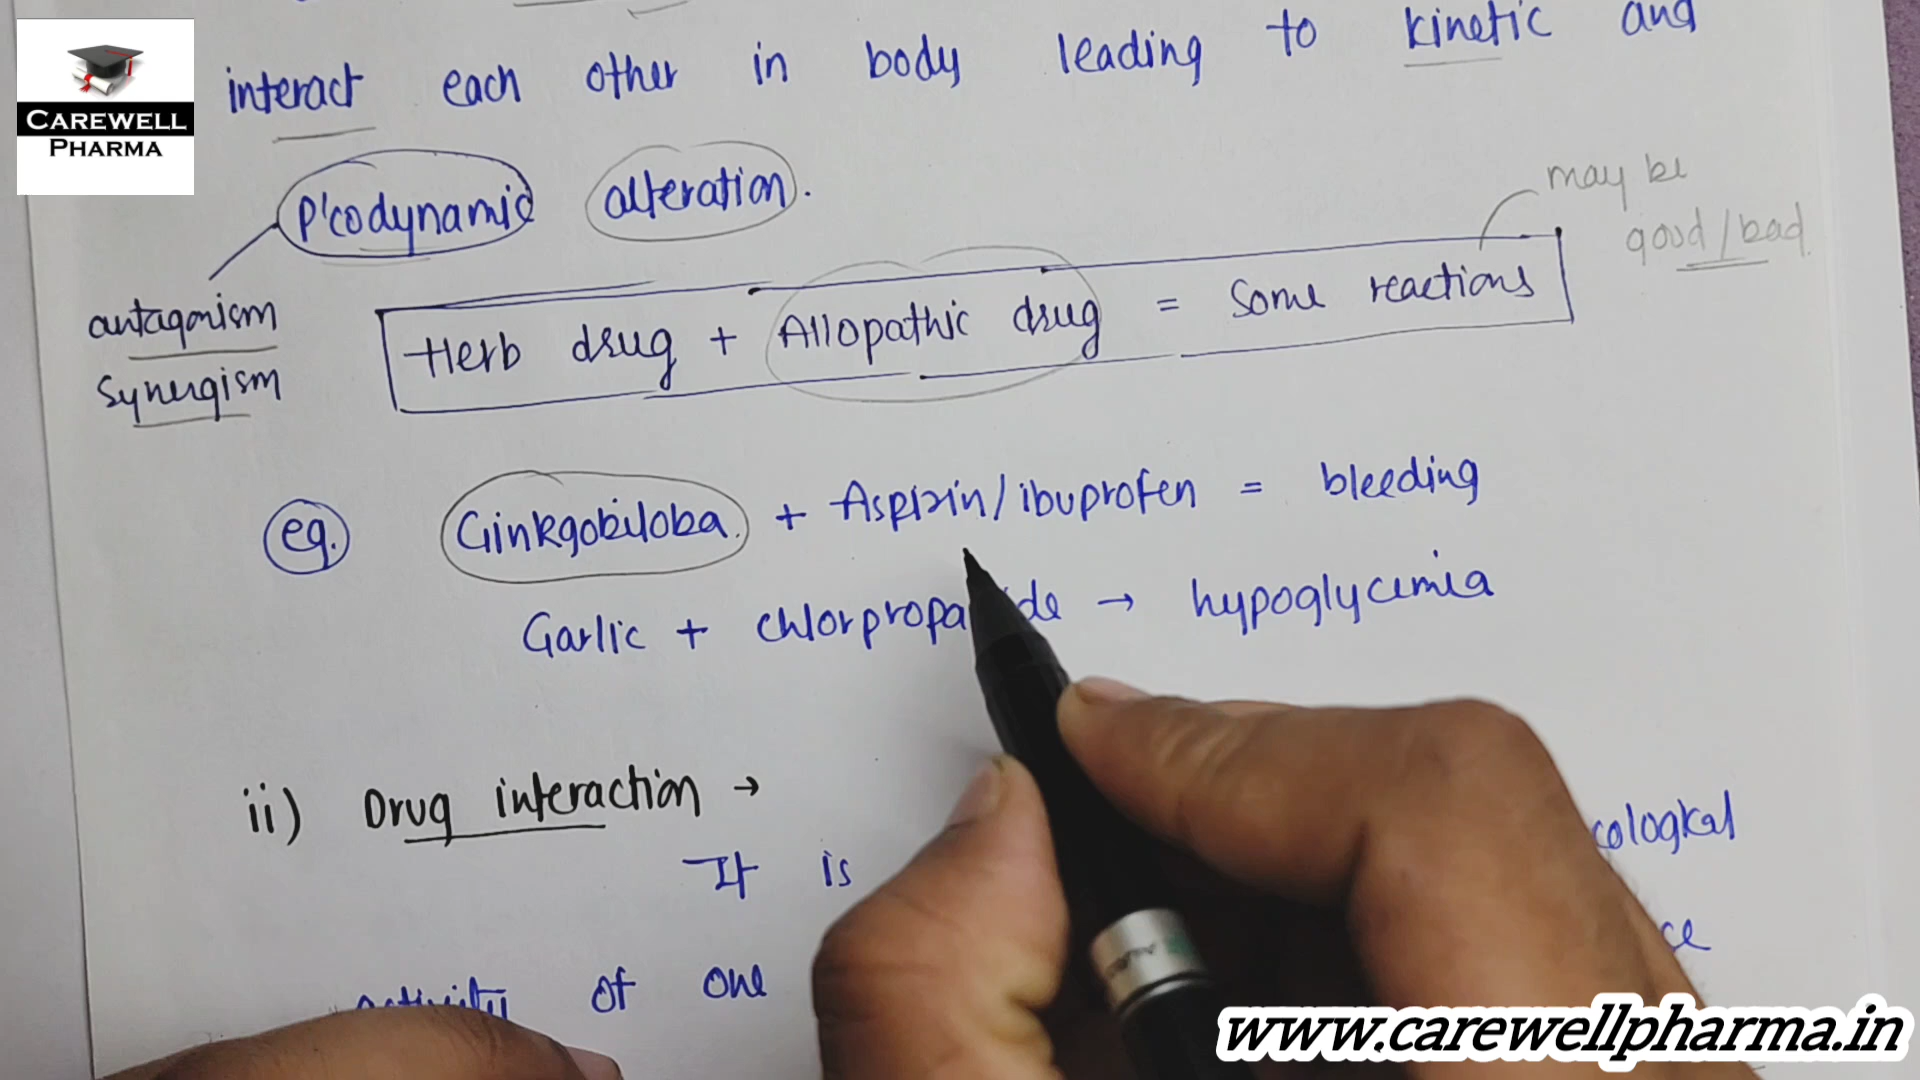 CAREWELL
PHARMA
interact each other in body leading to kinetic and
P'codynamic alteration.
may be
good/bad
antagonism
Synergism
Herb drug + Allopathic drug = Some reactions
eg. Ginkgobiloba + Aspirin/ibuprofen = bleeding
Garlic + chlorpropa de → hypoglycemia
ii) Drug interaction →
It is
activity of one
www.carewellpharma.in